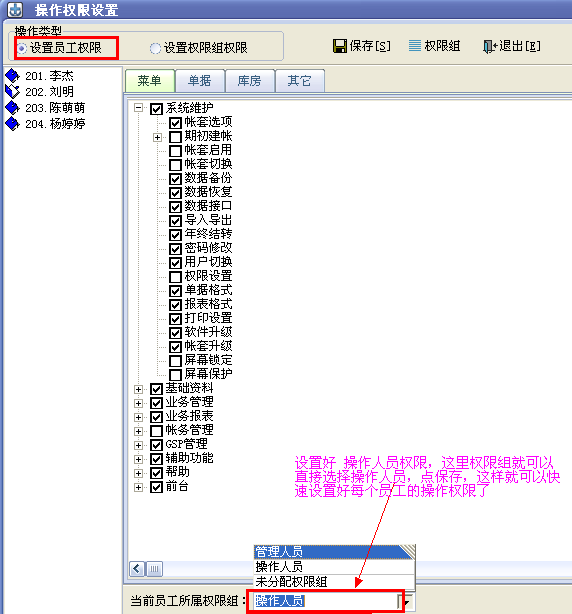 操作权限设置
操作类型
设置员工权限
设置权限组权限
保存[S]
权限组
退出[E]
201. 李杰
202. 刘明
203. 陈萌萌
204. 杨婷婷
菜单
单据
库房
其它
系统维护
帐套选项
期初建帐
帐套启用
帐套切换
数据备份
数据恢复
数据接口
导入导出
年终结转
密码修改
用户切换
权限设置
单据格式
报表格式
打印设置
软件升级
帐套升级
屏幕锁定
屏幕保护
基础资料
业务管理
业务报表
帐务管理
GSP管理
辅助功能
帮助
前台
设置好 操作人员权限，这里权限组就可以
直接选择操作人员，点保存，这样就可以快
速设置好每个员工的操作权限了
管理人员
操作人员
未分配权限组
当前员工所属权限组：
操作人员